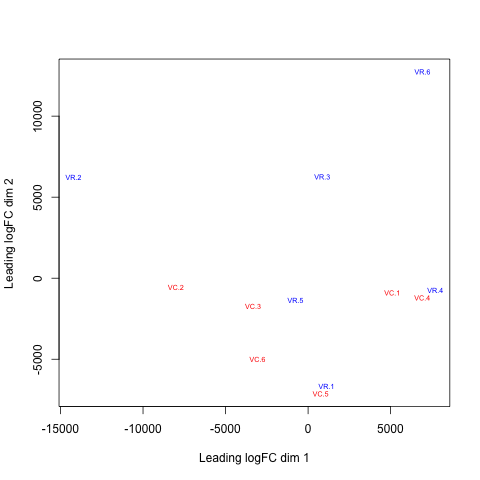 VR.6
VR.2
VR.3
VC.2
VC.3
VR.5
VC.1
VC.4
VR.4
VC.6
VR.1
VC.5
10000
5000
0
-5000
Leading logFC dim 2
-15000
-10000
-5000
0
5000
Leading logFC dim 1